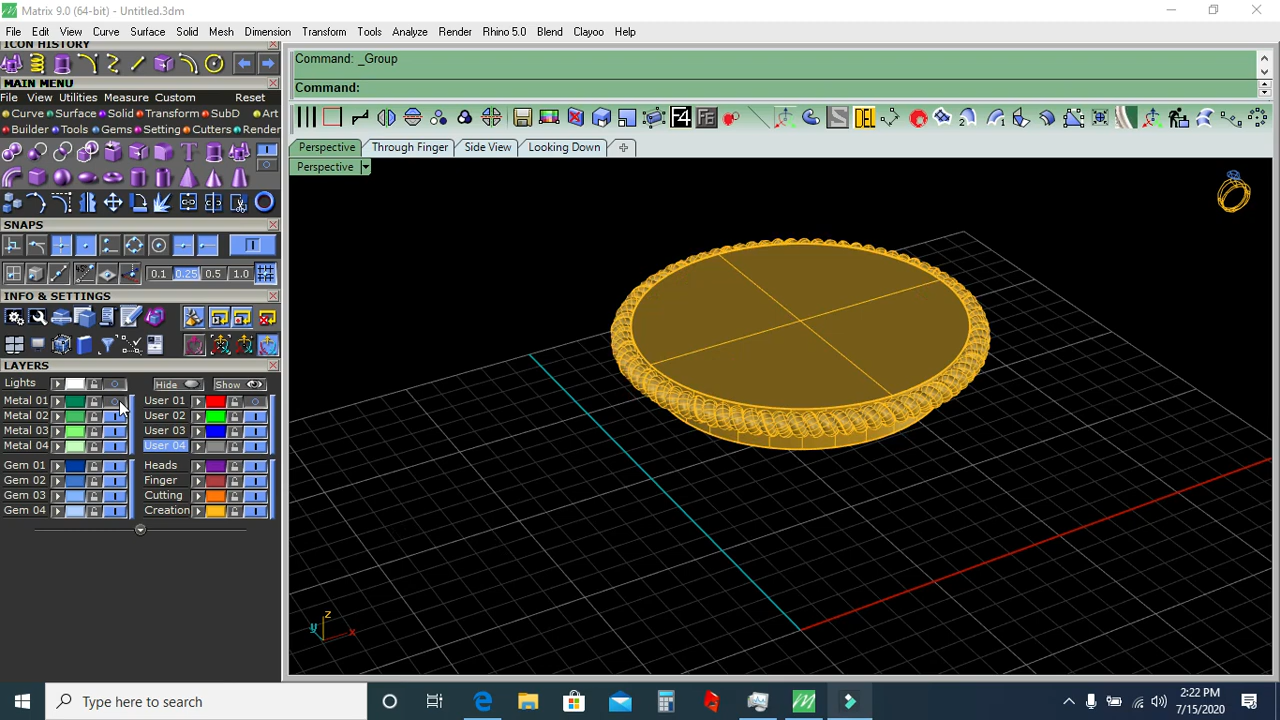 Matrix 9.0 (64-bit) - Untitled.3dm
File Edit View Curve Surface Solid Mesh Dimension Transform Tools Analyze Render Rhino 5.0 Blend Clayoo Help
ICON HISTORY
Command: _Group
Command:
MAIN MENU
File View Utilities Measure Custom Reset
Curve Surface Solid Transform SubD Art
Builder Tools Gems Setting Cutters Render
F4
DEL
Perspective Through Finger Side View Looking Down
Perspective
SNAPS
0.1 0.25 0.5 1.0
INFO & SETTINGS
LAYERS
Lights Hide Show
Metal 01 User 01
Metal 02 User 02
Metal 03 User 03
Metal 04 User 04
Gem 01 Heads
Gem 02 Finger
Gem 03 Cutting
Gem 04 Creation
z
y x
Type here to search
2:22 PM
7/15/2020